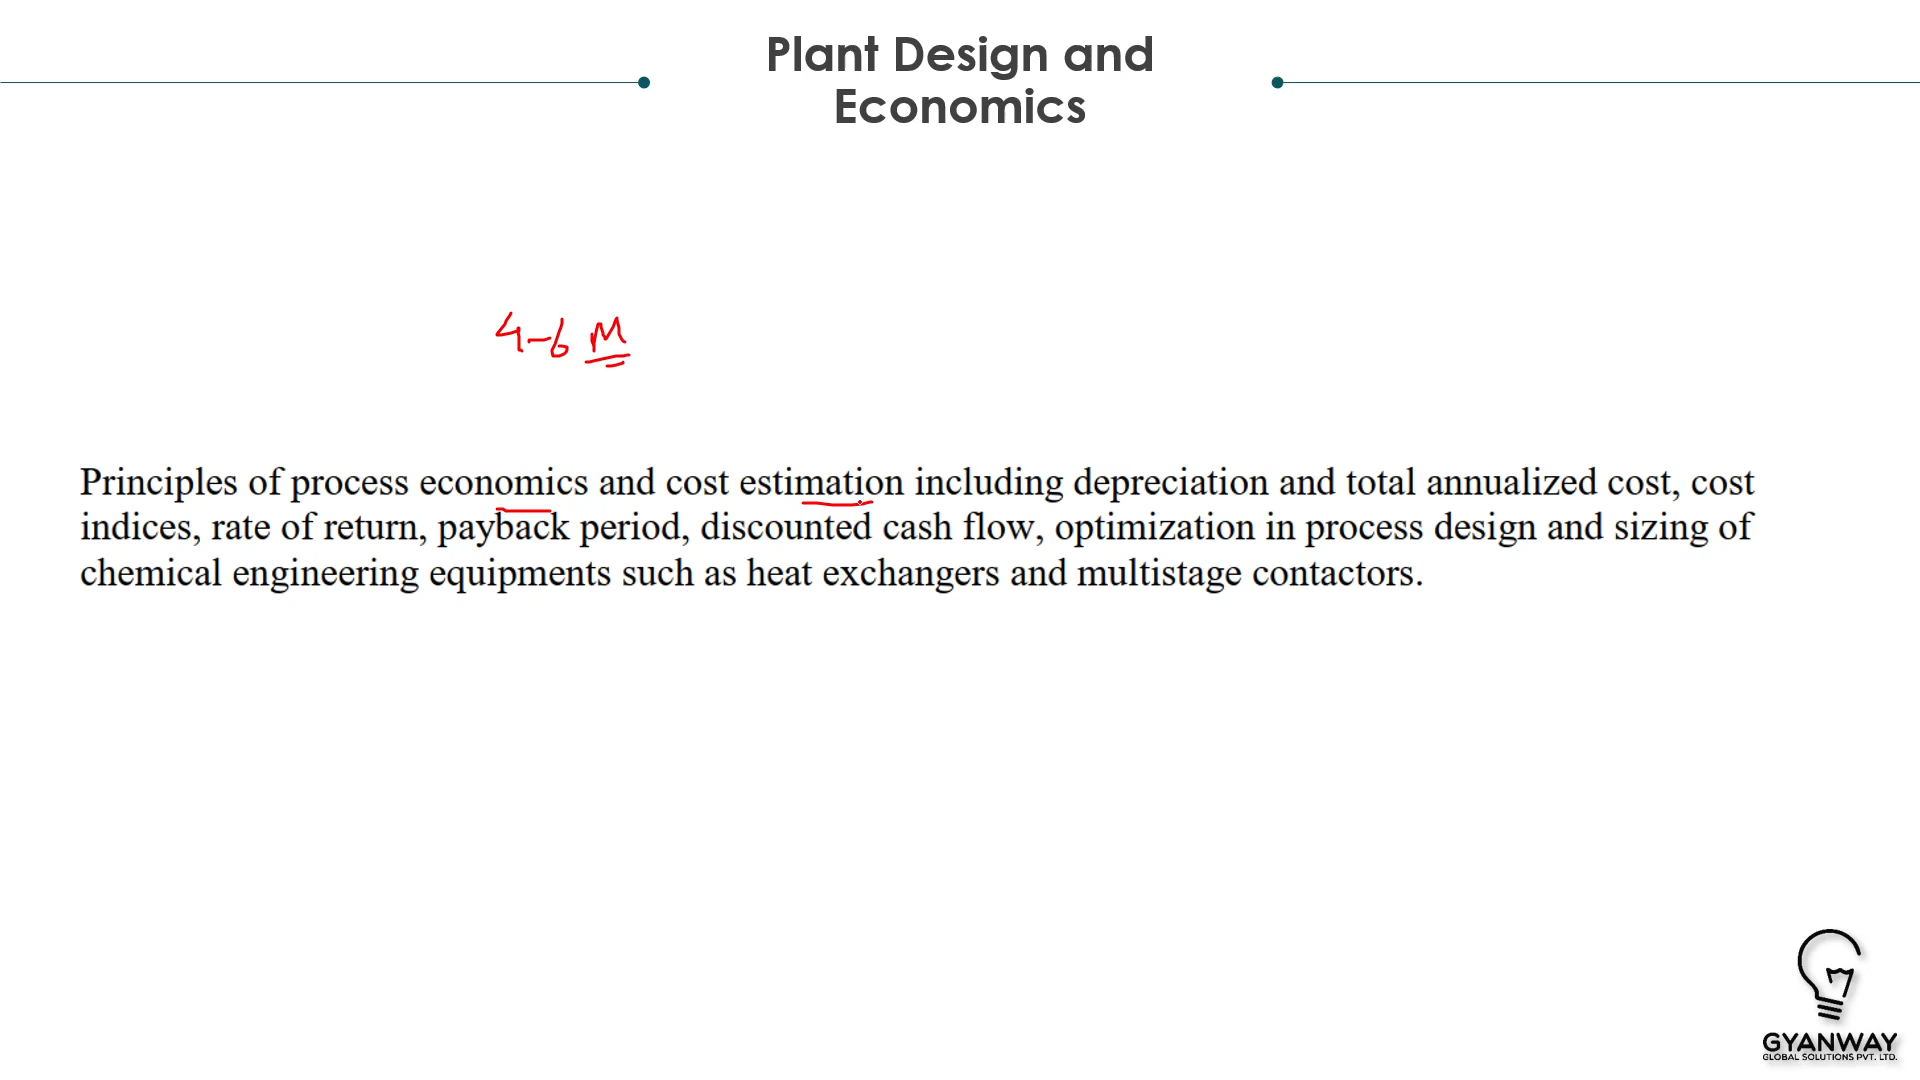 Plant Design and
Economics
4-6 M
Principles of process economics and cost estimation including depreciation and total annualized cost, cost
indices, rate of return, payback period, discounted cash flow, optimization in process design and sizing of
chemical engineering equipments such as heat exchangers and multistage contactors.
GYANWAY
GLOBAL SOLUTIONS PVT. LTD.